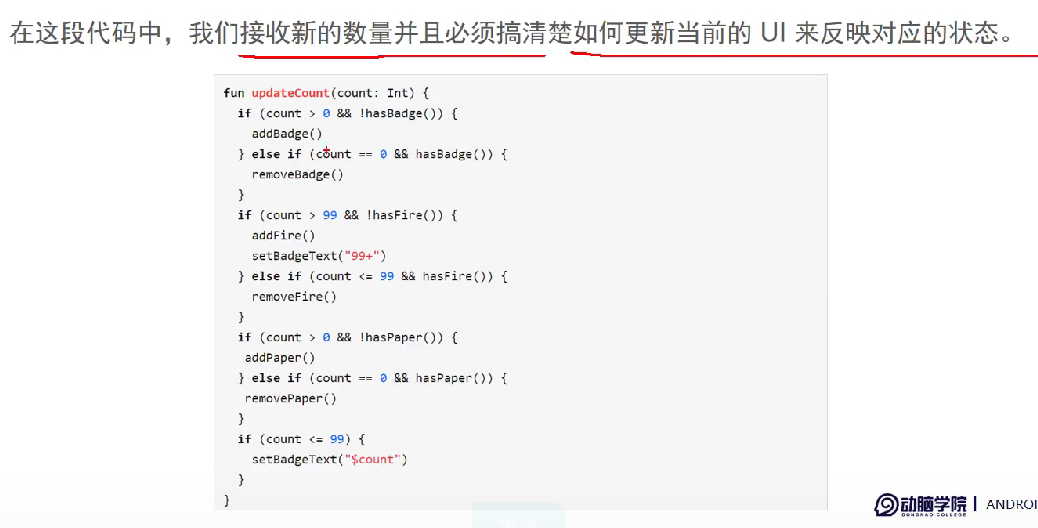 在这段代码中，我们接收新的数量并且必须搞清楚如何更新当前的 UI 来反映对应的状态。
fun updateCount(count: Int) {
if (count > 0 && !hasBadge()) {
addBadge()
} else if (count == 0 && hasBadge()) {
removeBadge()
}
if (count > 99 && !hasFire()) {
addFire()
setBadgeText("99+")
} else if (count <= 99 && hasFire()) {
removeFire()
}
if (count > 0 && !hasPaper()) {
addPaper()
} else if (count == 0 && hasPaper()) {
removePaper()
}
if (count <= 99) {
setBadgeText("$count")
}
}
动脑学院 | ANDROI
DONGNAO COLLEGE